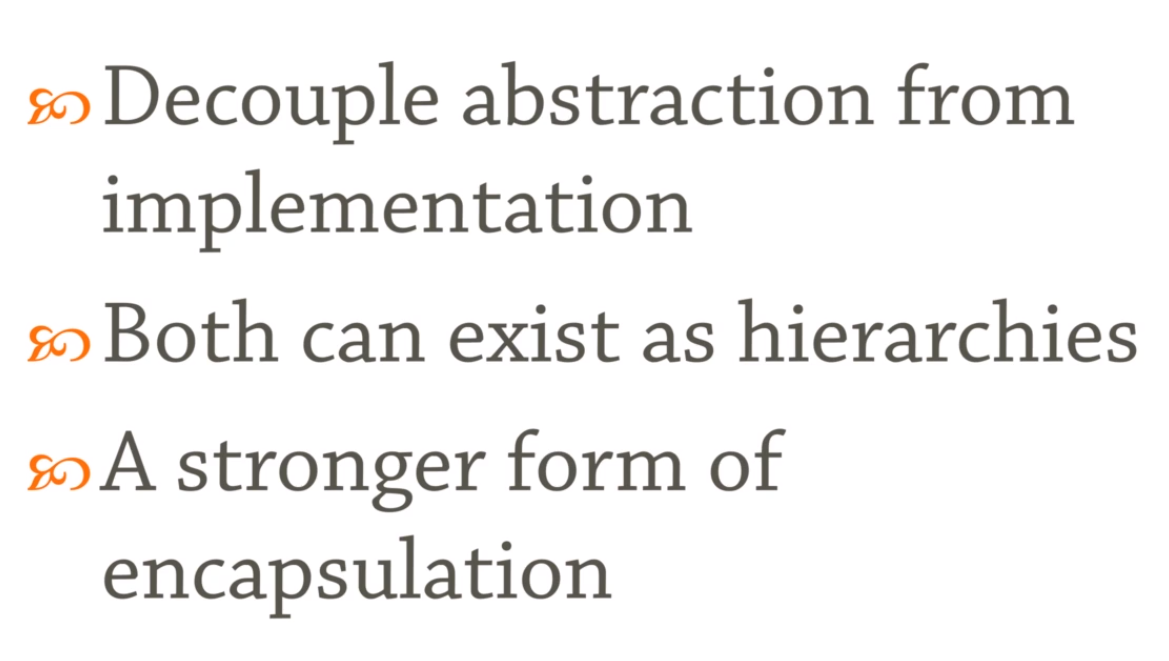 Decouple abstraction from
implementation
Both can exist as hierarchies
A stronger form of
encapsulation